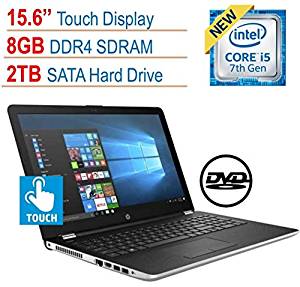 15.6” Touch Display
8GB DDR4 SDRAM
2TB SATA Hard Drive
NEW
intel
CORE i5
7th Gen
TOUCH
hp
DVD